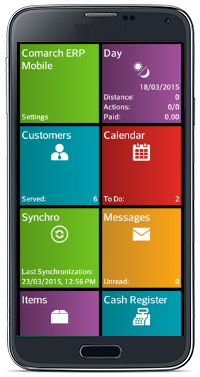 Comarch ERP
Mobile
Settings
Day
18/03/2015
Distance: 0
Actions: 0/0
Paid: 0.00
Customers
Served: 6
Calendar
To Do: 2
Synchro
Last Synchronization:
23/03/2015, 12:56 PM
Messages
Unread: 0
Items
Cash Register